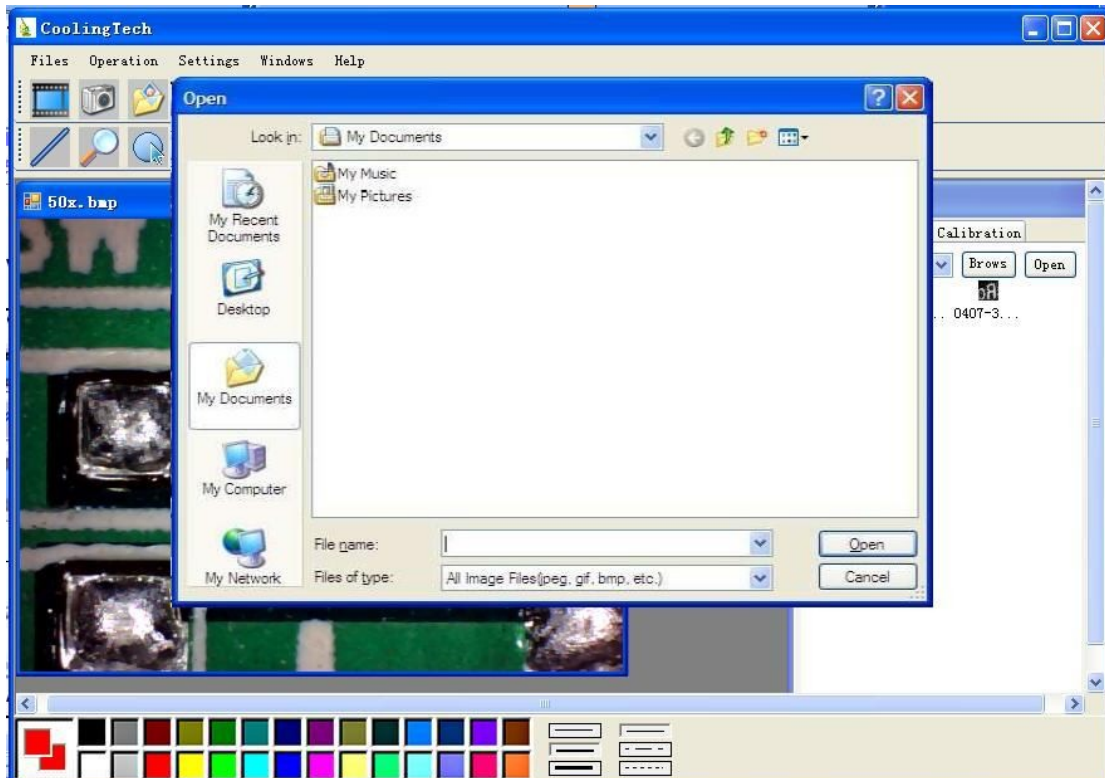 CoolingTech
Files Operation Settings Windows Help
Open
Look in: My Documents
My Music
My Pictures
My Recent Documents
Desktop
My Documents
My Computer
My Network
File name:
Open
Files of type: All Image Files(jpeg, gif, bmp, etc.)
Cancel
50x.bmp
Calibration
Brows Open
.. 0407-3...